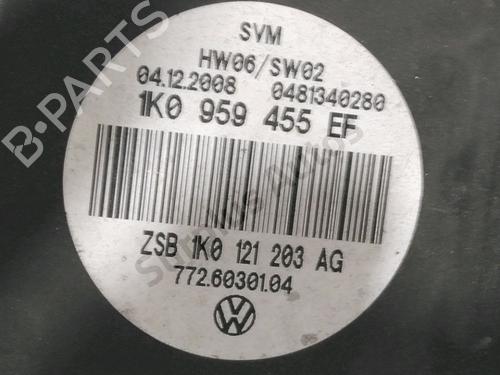 SVM
HW06/SW02
04.12.2008 0481340280
1K0 959 455 EF
ZSB 1K0 121 203 AG
772.60301.04
B-PARTS